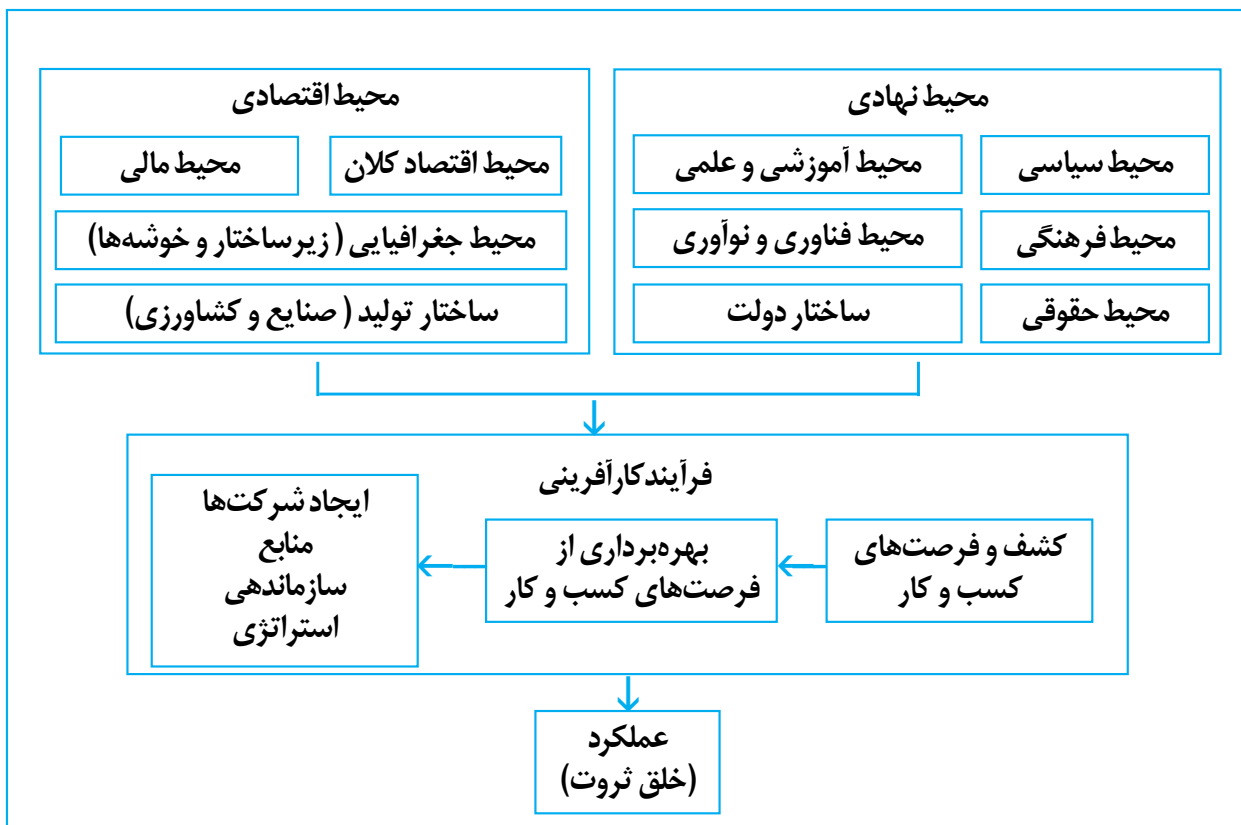 محیط نهادی
محیط سیاسی
محیط آموزشی و علمی
محیط فرهنگی
محیط فناوری و نوآوری
محیط حقوقی
ساختار دولت
محیط اقتصادی
محیط اقتصاد کلان
محیط مالی
محیط جغرافیایی (زیرساختار و خوشه‌ها)
ساختار تولید (صنایع و کشاورزی)
فرآیند کارآفرینی
کشف و فرصت‌های
کسب و کار
بهره‌برداری از
فرصت‌های کسب و کار
ایجاد شرکت‌ها
منابع
سازماندهی
استراتژی
عملکرد
(خلق ثروت)